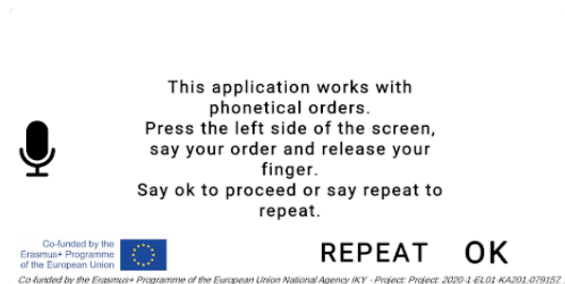 This application works with
phonetical orders.
Press the left side of the screen,
say your order and release your
finger.
Say ok to proceed or say repeat to
repeat.
Co-funded by the
Erasmus+ Programme
of the European Union
REPEAT OK
Co-funded by the Erasmus+ Programme of the European Union National Agency IKY - Project: Project: 2020-1-EL01-KA201-079157 .